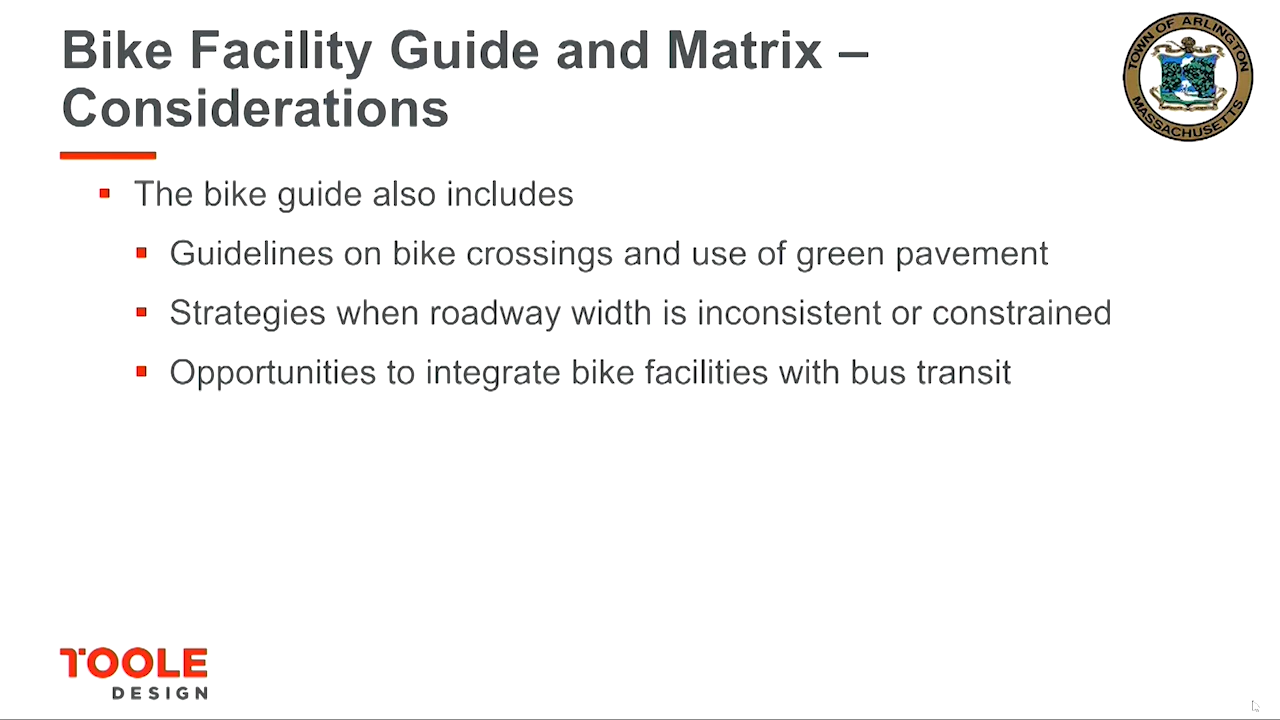 Bike Facility Guide and Matrix –
Considerations
TOWN OF ARLINGTON
MASSACHUSETTS
The bike guide also includes
Guidelines on bike crossings and use of green pavement
Strategies when roadway width is inconsistent or constrained
Opportunities to integrate bike facilities with bus transit
TOOLE
DESIGN